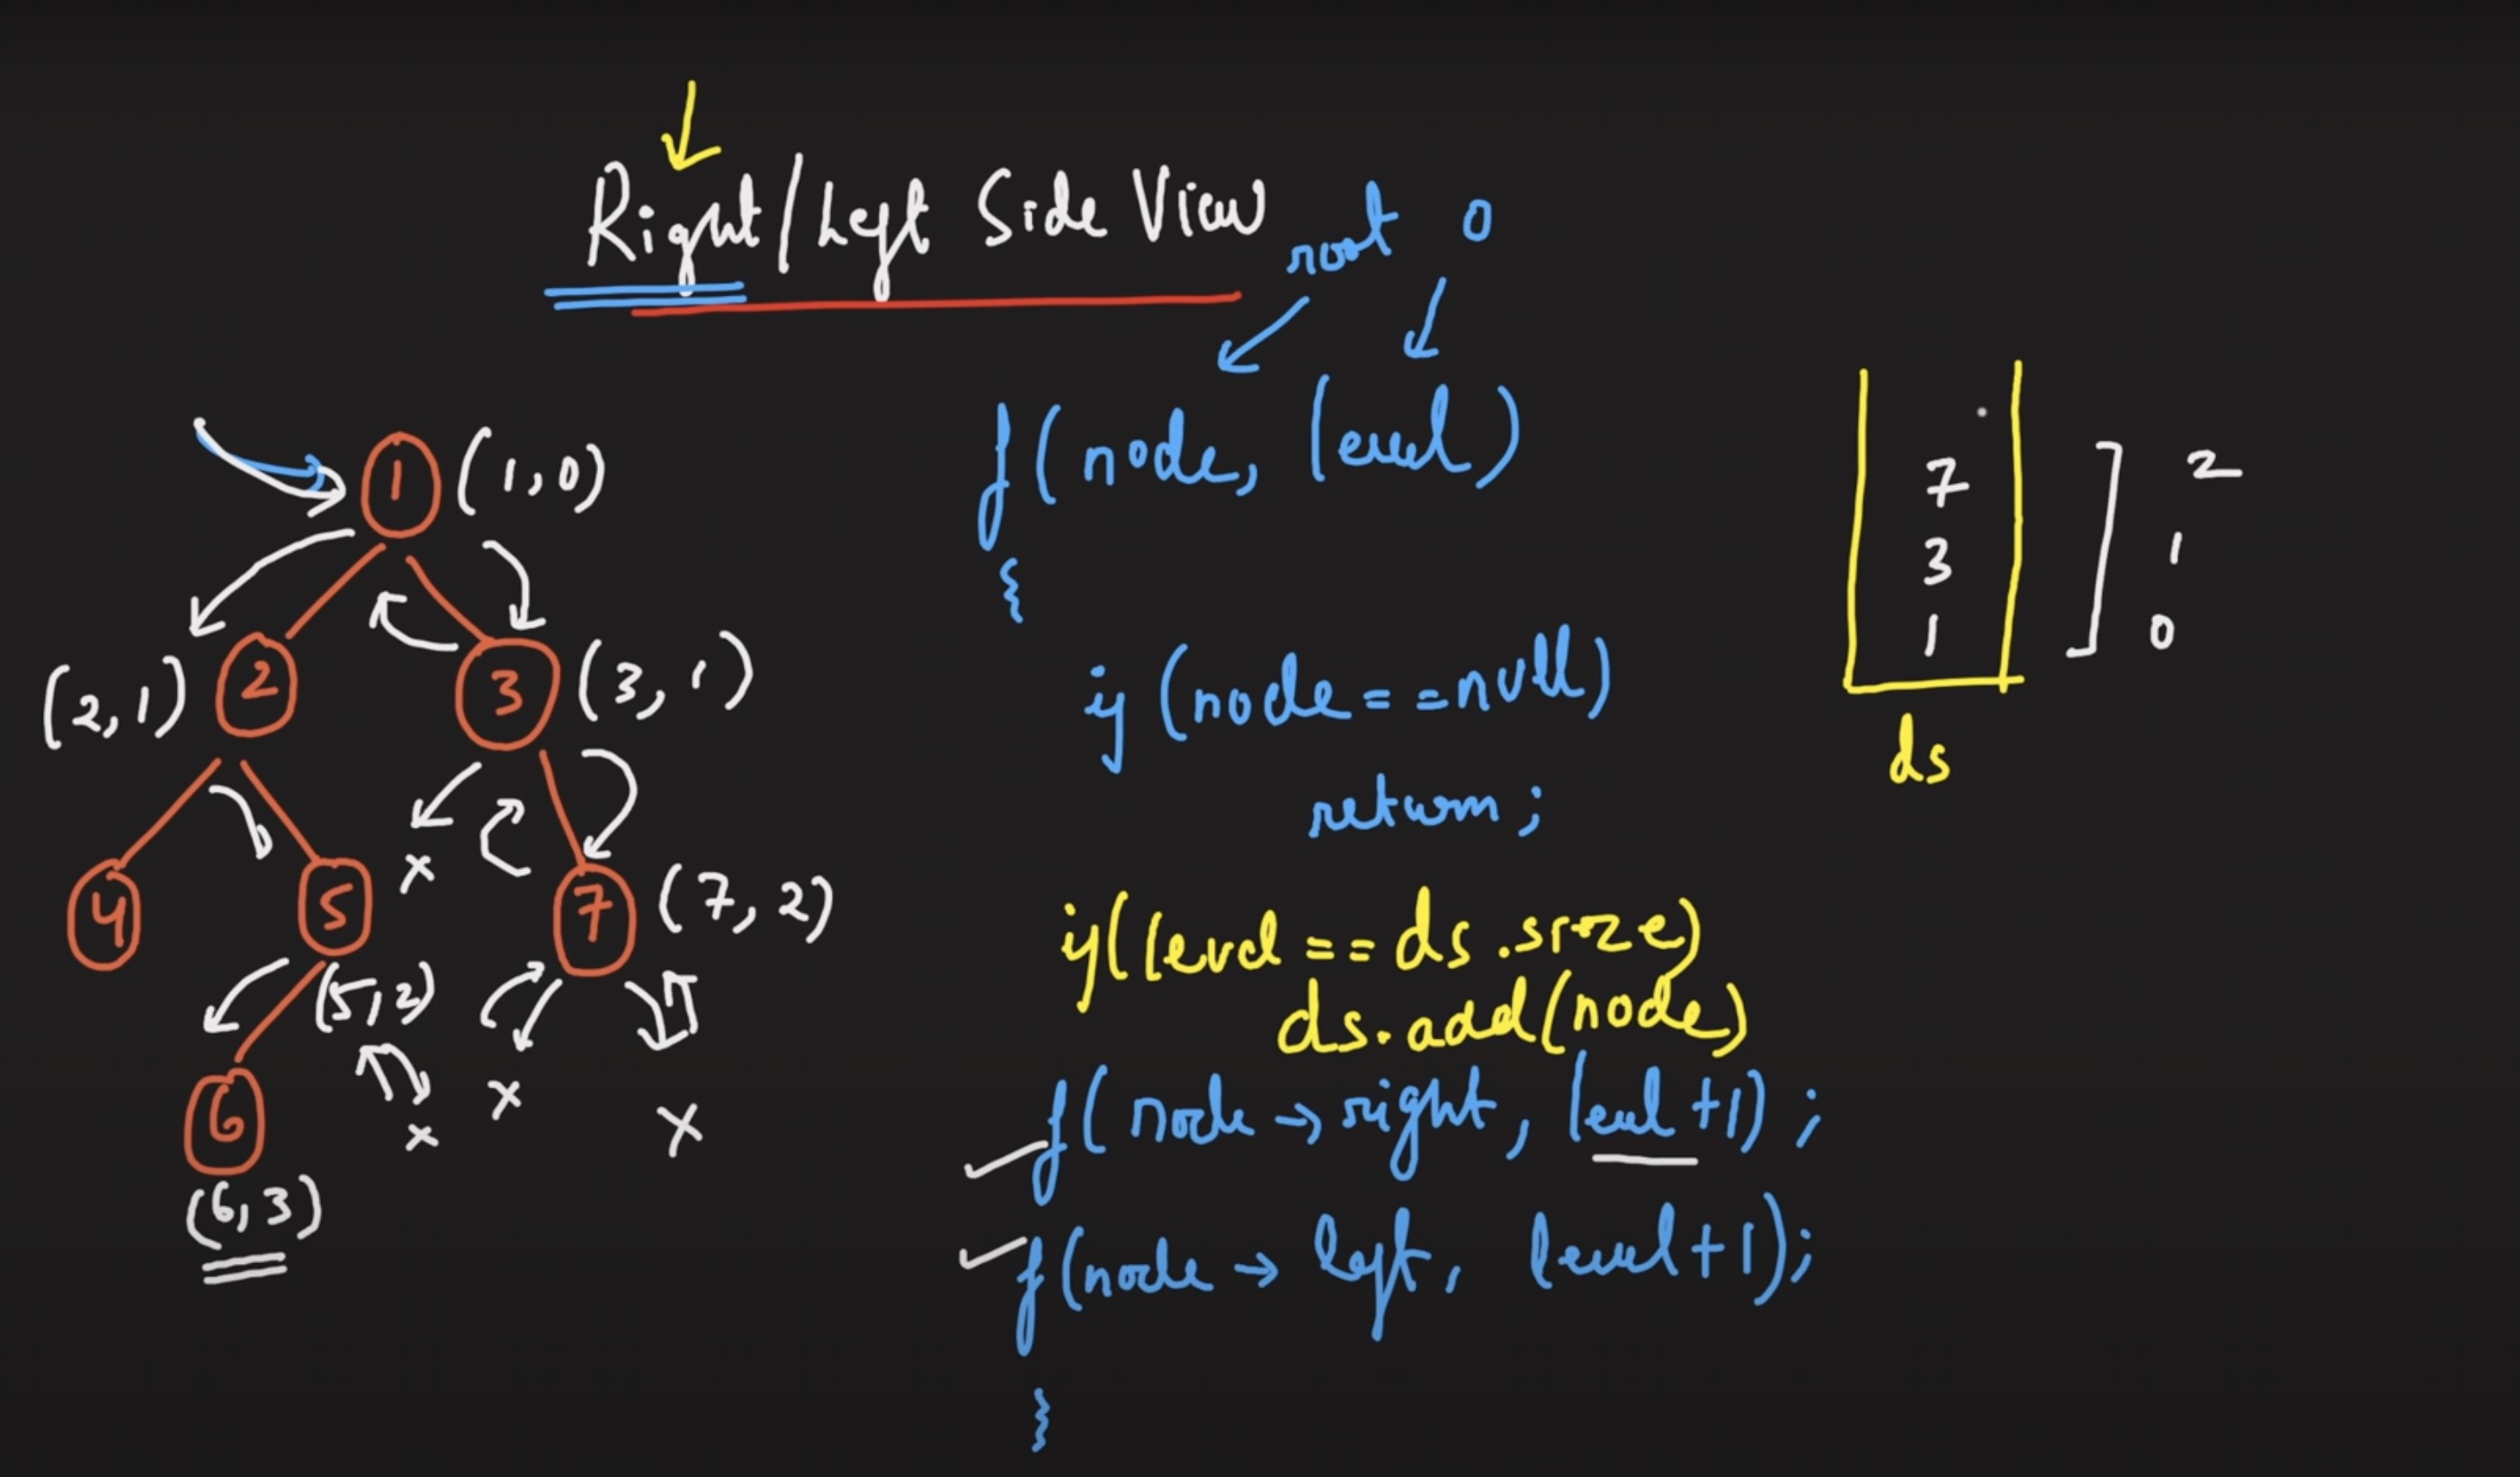 Right/Left Side View
root 0
f(node, level)
{
if (node==null)
return;
if(level==ds.size)
ds.add(node)
f(node→right, level+1);
f(node→left, level+1);
}
1 (1,0)
(2,1) 2
3 (3,1)
4
5
7 (7,2)
x
(5,2)
6
x
x
x
(6,3)
7 2
3 1
1 0
ds